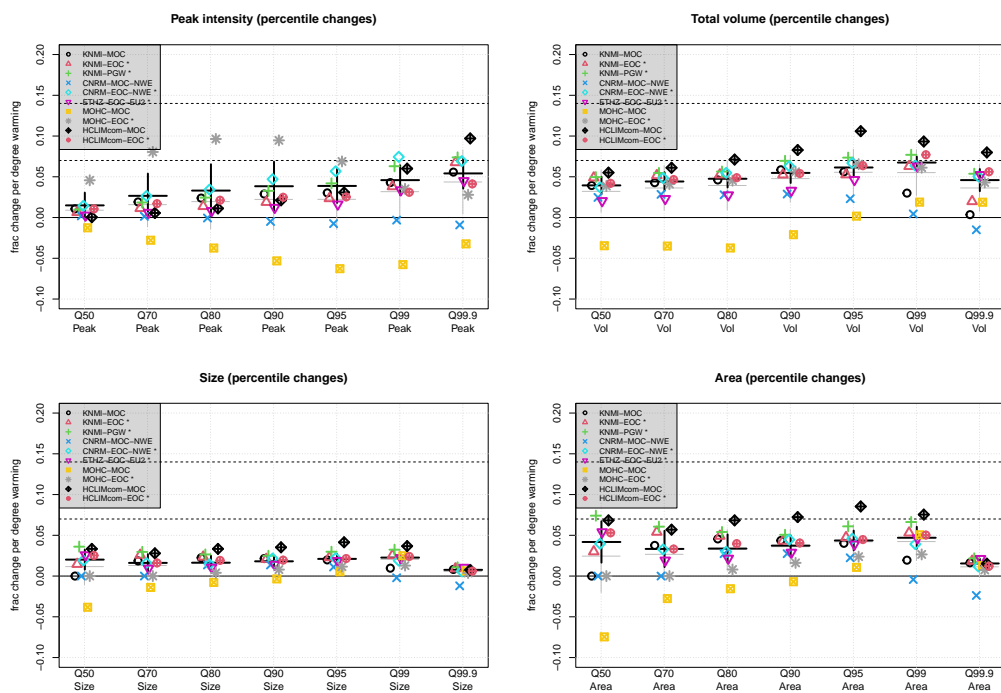 Peak intensity (percentile changes)
frac change per degree warming
0.20
0.15
0.10
0.05
0.00
−0.05
−0.10
KNMI−MOC
KNMI−EOC *
KNMI−PGW *
CNRM−MOC−NWE
CNRM−EOC−NWE *
ETHZ−EOC−EU2 *
MOHC−MOC
MOHC−EOC *
HCLIMcom−MOC
HCLIMcom−EOC *
Q50 Q70 Q80 Q90 Q95 Q99 Q99.9
Peak Peak Peak Peak Peak Peak Peak
Total volume (percentile changes)
frac change per degree warming
0.20
0.15
0.10
0.05
0.00
−0.05
−0.10
KNMI−MOC
KNMI−EOC *
KNMI−PGW *
CNRM−MOC−NWE
CNRM−EOC−NWE *
ETHZ−EOC−EU2 *
MOHC−MOC
MOHC−EOC *
HCLIMcom−MOC
HCLIMcom−EOC *
Q50 Q70 Q80 Q90 Q95 Q99 Q99.9
Vol Vol Vol Vol Vol Vol Vol
Size (percentile changes)
frac change per degree warming
0.20
0.15
0.10
0.05
0.00
−0.05
−0.10
KNMI−MOC
KNMI−EOC *
KNMI−PGW *
CNRM−MOC−NWE
CNRM−EOC−NWE *
ETHZ−EOC−EU2 *
MOHC−MOC
MOHC−EOC *
HCLIMcom−MOC
HCLIMcom−EOC *
Q50 Q70 Q80 Q90 Q95 Q99 Q99.9
Size Size Size Size Size Size Size
Area (percentile changes)
frac change per degree warming
0.20
0.15
0.10
0.05
0.00
−0.05
−0.10
KNMI−MOC
KNMI−EOC *
KNMI−PGW *
CNRM−MOC−NWE
CNRM−EOC−NWE *
ETHZ−EOC−EU2 *
MOHC−MOC
MOHC−EOC *
HCLIMcom−MOC
HCLIMcom−EOC *
Q50 Q70 Q80 Q90 Q95 Q99 Q99.9
Area Area Area Area Area Area Area